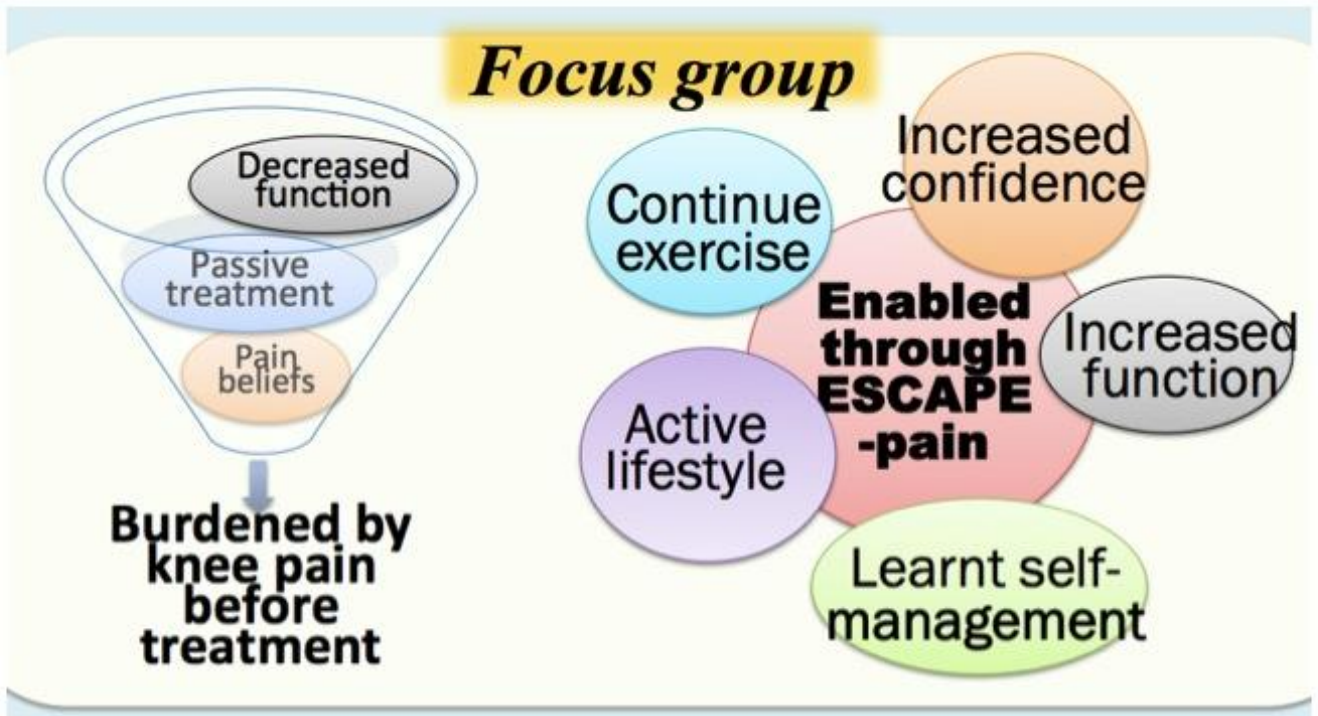 Focus group
Decreased
function
Passive
treatment
Pain
beliefs
Burdened by
knee pain
before
treatment
Continue
exercise
Increased
confidence
Enabled
through
ESCAPE
-pain
Increased
function
Active
lifestyle
Learnt self-
management